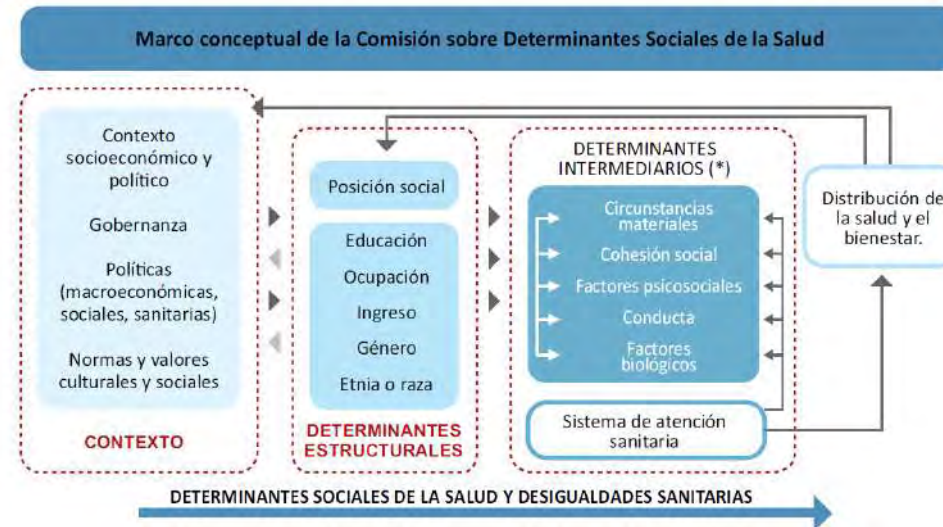 Marco conceptual de la Comisión sobre Determinantes Sociales de la Salud
Contexto
socioeconómico y
político
Gobernanza
Políticas
(macroeconómicas,
sociales, sanitarias)
Normas y valores
culturales y sociales
CONTEXTO
Posición social
Educación
Ocupación
Ingreso
Género
Etnia o raza
DETERMINANTES
ESTRUCTURALES
DETERMINANTES
INTERMEDIARIOS (*)
Circunstancias
materiales
Cohesión social
Factores psicosociales
Conducta
Factores
biológicos
Sistema de atención
sanitaria
Distribución de
la salud y el
bienestar.
DETERMINANTES SOCIALES DE LA SALUD Y DESIGUALDADES SANITARIAS